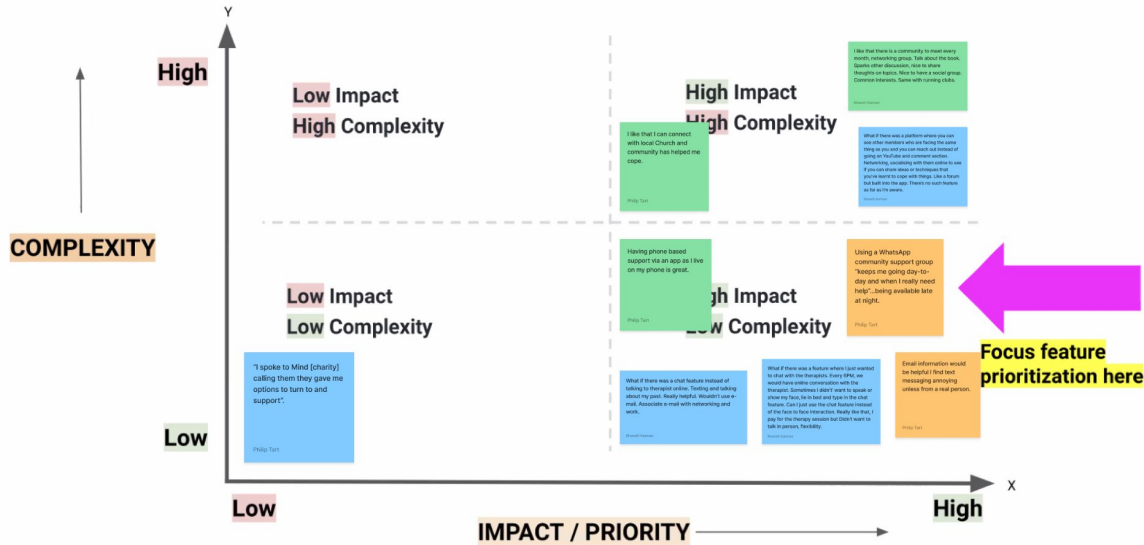 Y
High
COMPLEXITY
Low
Low Impact
High Complexity
High Impact
High Complexity
I like that there is a community to meet every
month, networking group. Talk about the book.
Sparks other discussion, nice to share
thoughts on topics. Nice to have a social group.
Common Interests. Same with running clubs.
I like that I can connect
with local Church and
community has helped me
cope.
Philip Tart
What if there was a platform where you can
see other members who are facing the same
thing as you and you can reach out instead of
going on YouTube and comment section.
Networking, socialising with them online to see
if you can share ideas or techniques that
you've learnt to cope with things. Like a forum
but built into the app. There's no such feature
as far as I'm aware.
Low Impact
Low Complexity
"I spoke to Mind [charity]
calling them they gave me
options to turn to and
support".
Philip Tart
Having phone based
support via an app as I live
on my phone is great.
Philip Tart
Impact
Complexity
Using a WhatsApp
community support group
"keeps me going day-to-
day and when I really need
help"...being available late
at night.
Philip Tart
Focus feature
prioritization here
What if there was a chat feature instead of
talking to therapist online. Texting and talking
about my past. Really helpful. Wouldn't use e-
mail. Associate e-mail with networking and
work.
What if there was a feature where I just wanted
to chat with the therapists. Every 6PM, we
would have online conversation with the
therapist. Sometimes I didn't want to speak or
show my face, lie in bed and type in the chat
feature. Can I just use the chat feature instead
of the face to face interaction. Really like that, I
pay for the therapy session but Didn't want to
talk in person, flexibility.
Email information would
be helpful I find text
messaging annoying
unless from a real person.
Philip Tart
X
Low
IMPACT / PRIORITY
High